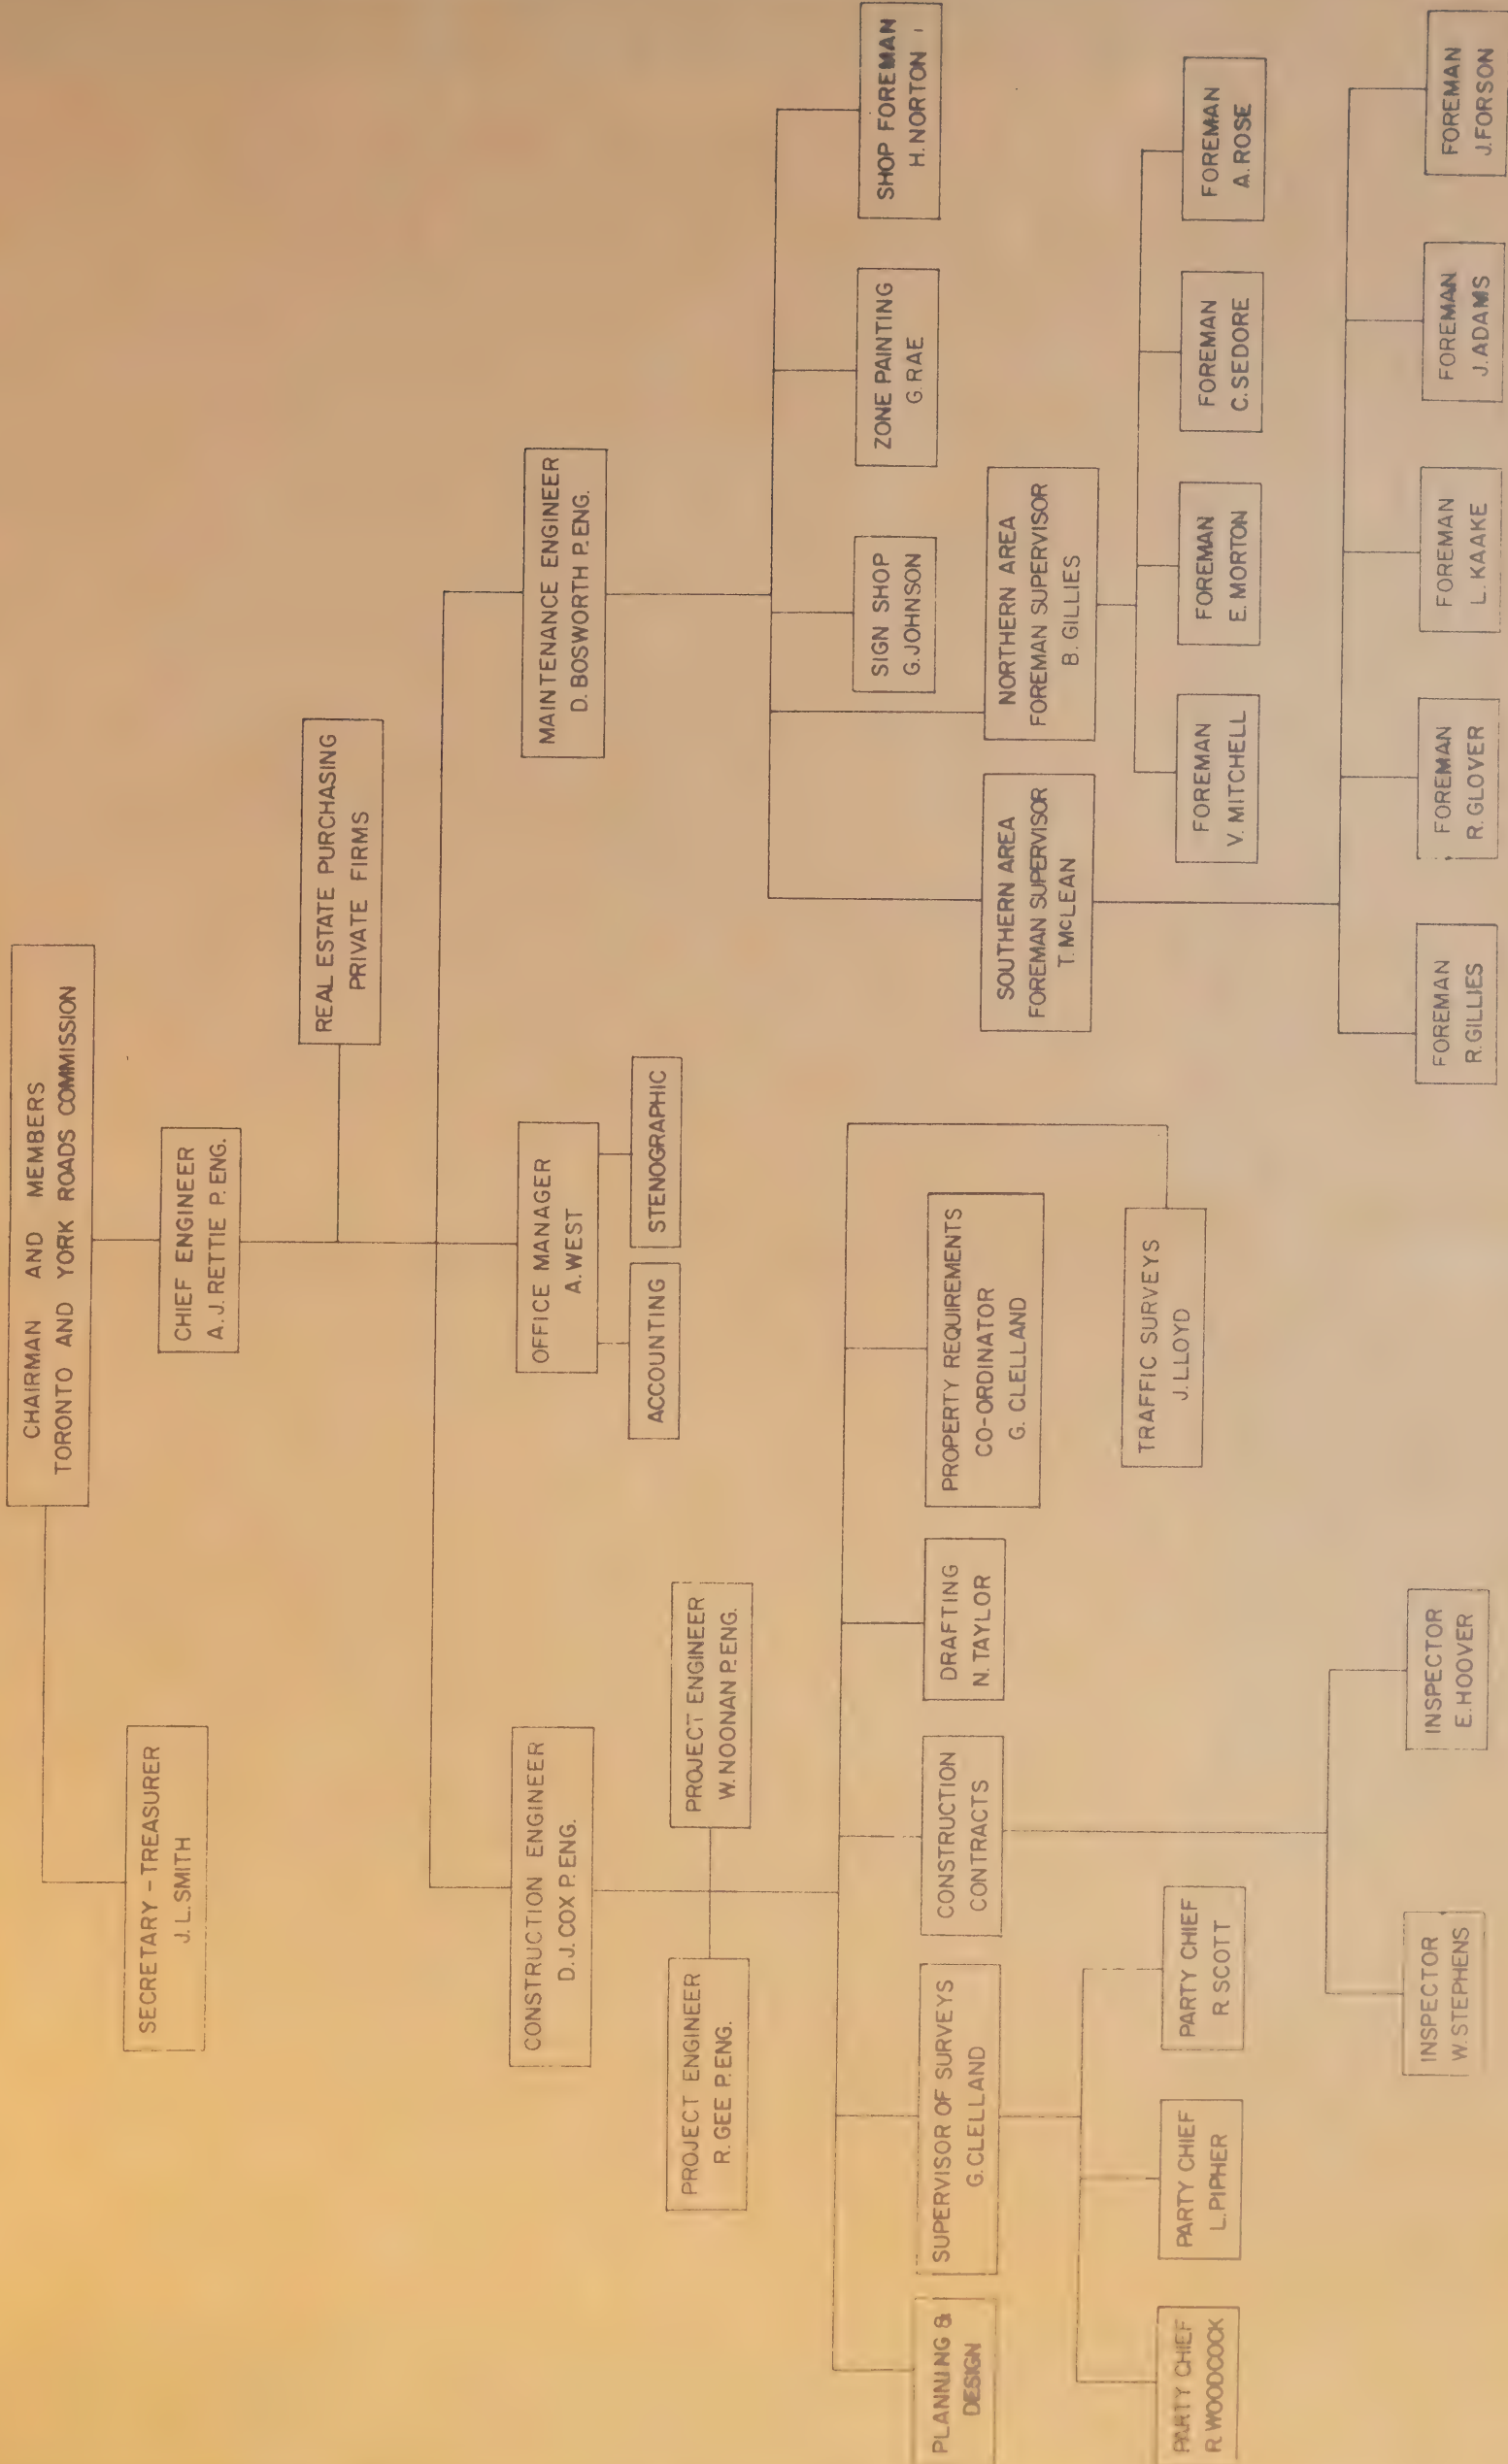 CHAIRMAN AND MEMBERS
TORONTO AND YORK ROADS COMMISSION
SECRETARY - TREASURER
J. L. SMITH
CHIEF ENGINEER
A. J. RETTIE P. ENG.
REAL ESTATE PURCHASING
PRIVATE FIRMS
CONSTRUCTION ENGINEER
D. J. COX P. ENG.
OFFICE MANAGER
A. WEST
MAINTENANCE ENGINEER
D. BOSWORTH P. ENG.
ACCOUNTING
STENOGRAPHIC
PROJECT ENGINEER
R. GEE P. ENG.
PROJECT ENGINEER
W. NOONAN P. ENG.
PLANNING &
DESIGN
SUPERVISOR OF SURVEYS
G. CLELLAND
CONSTRUCTION
CONTRACTS
DRAFTING
N. TAYLOR
PROPERTY REQUIREMENTS
CO-ORDINATOR
G. CLELLAND
TRAFFIC SURVEYS
J. LLOYD
PARTY CHIEF
R. WOODCOCK
PARTY CHIEF
L. PIPHER
PARTY CHIEF
R SCOTT
INSPECTOR
W. STEPHENS
INSPECTOR
E. HOOVER
SIGN SHOP
G. JOHNSON
ZONE PAINTING
G. RAE
SHOP FOREMAN
H. NORTON
SOUTHERN AREA
FOREMAN SUPERVISOR
T. McLEAN
NORTHERN AREA
FOREMAN SUPERVISOR
B. GILLIES
FOREMAN
V. MITCHELL
FOREMAN
E. MORTON
FOREMAN
C. SEDORE
FOREMAN
A. ROSE
FOREMAN
R. GILLIES
FOREMAN
R. GLOVER
FOREMAN
L. KAAKE
FOREMAN
J. ADAMS
FOREMAN
J. FORSON